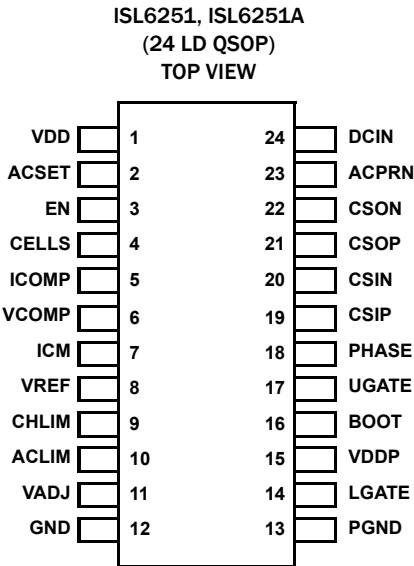 ISL6251, ISL6251A
(24 LD QSOP)
TOP VIEW
VDD 1 24 DCIN
ACSET 2 23 ACPRN
EN 3 22 CSON
CELLS 4 21 CSOP
ICOMP 5 20 CSIN
VCOMP 6 19 CSIP
ICM 7 18 PHASE
VREF 8 17 UGATE
CHLIM 9 16 BOOT
ACLIM 10 15 VDDP
VADJ 11 14 LGATE
GND 12 13 PGND